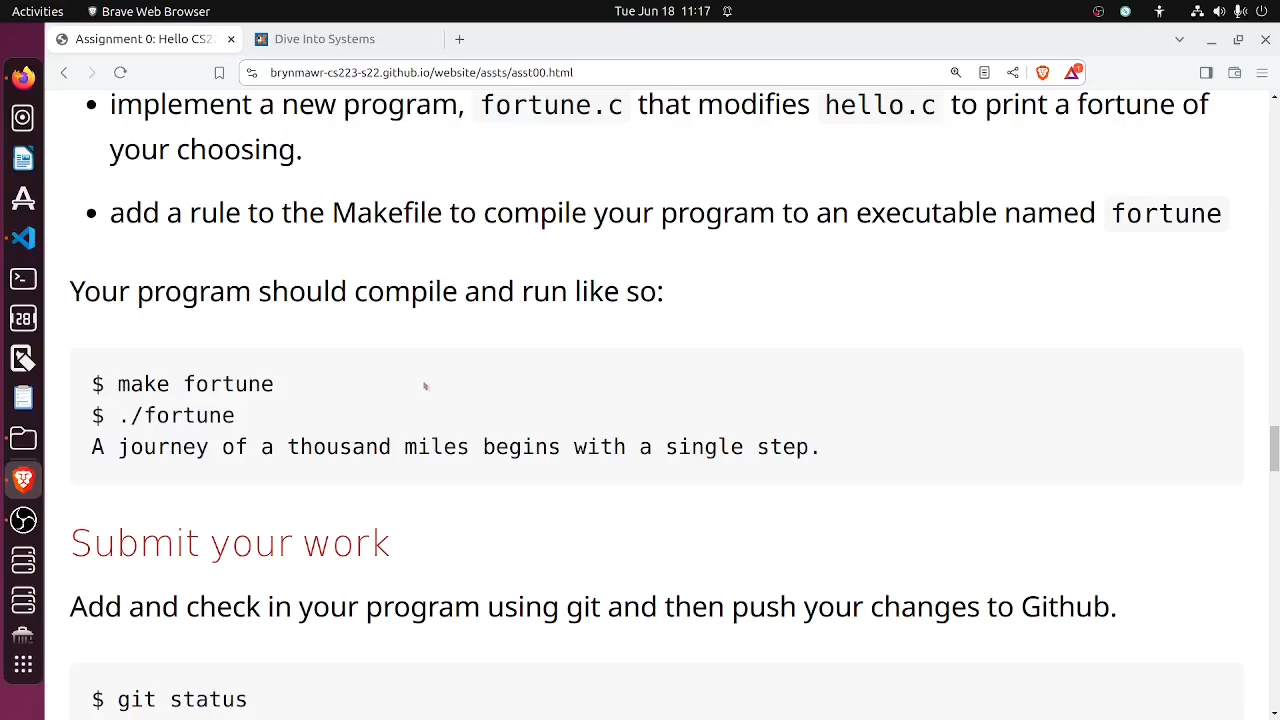 Activities
Brave Web Browser
Tue Jun 18 11:17
Assignment 0: Hello CS2
Dive Into Systems
brynmawr-cs223-s25.github.io/website/assts/asst00.html
1
implement a new program, fortune.c that modifies hello.c to print a fortune of
your choosing.
add a rule to the Makefile to compile your program to an executable named fortune
Your program should compile and run like so:
$ make fortune
$ ./fortune
A journey of a thousand miles begins with a single step.
Submit your work
Add and check in your program using git and then push your changes to Github.
$ git status